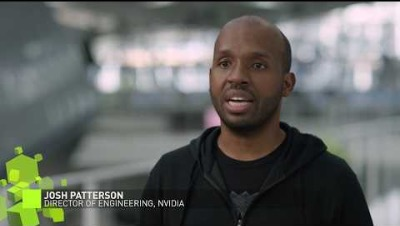 JOSH PATTERSON
DIRECTOR OF ENGINEERING, NVIDIA